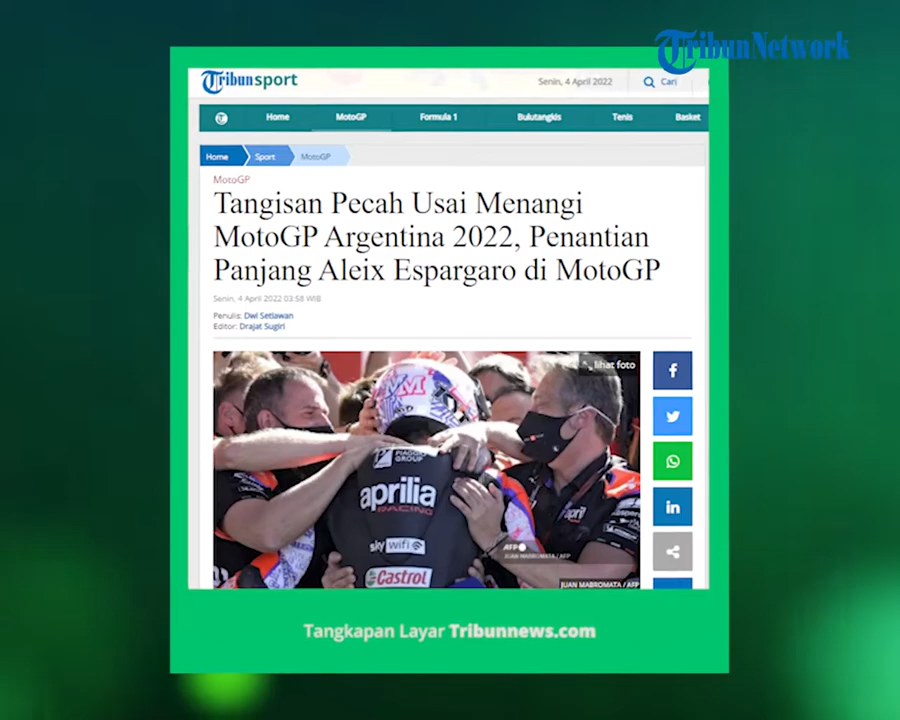 TribunNetwork
Tribunsport
Senin, 4 April 2022
Cari
Home MotoGP Formula 1 Bulutangkis Tenis Basket
Home Sport MotoGP
MotoGP
Tangisan Pecah Usai Menangi
MotoGP Argentina 2022, Penantian
Panjang Aleix Espargaro di MotoGP
Senin, 4 April 2022 03:58 WIB
Penulis: Dwi Setiawan
Editor: Drajat Sugiri
lihat foto
PIAGGIO
GROUP
aprilia
RACING
sky wifi
Castrol
AFP
JUAN MABROMATA / AFP
JUAN MABROMATA / AFP
Tangkapan Layar Tribunnews.com